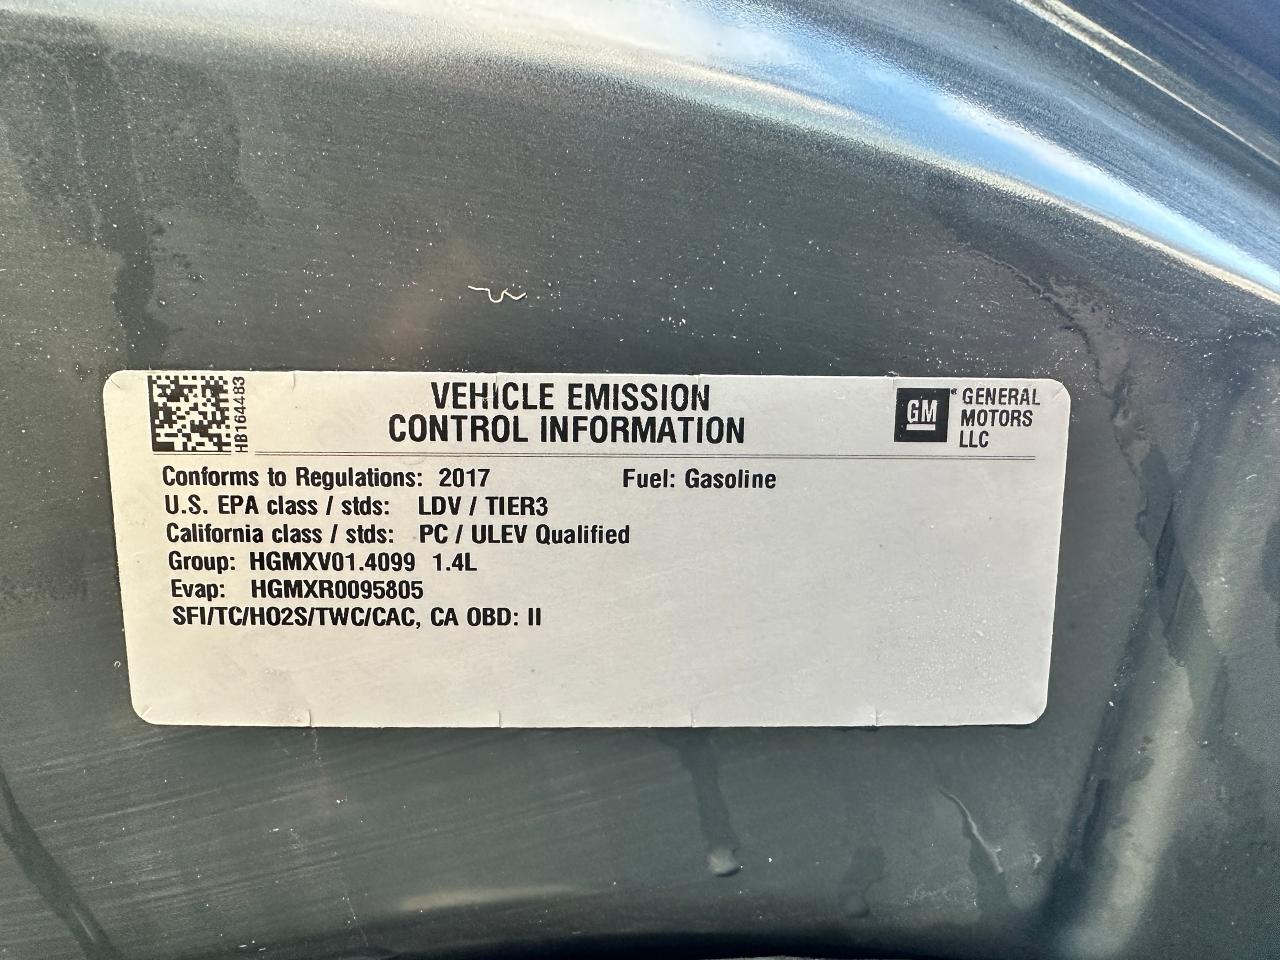 HB164483
VEHICLE EMISSION
CONTROL INFORMATION
GM
GENERAL
MOTORS
LLC
Conforms to Regulations: 2017 Fuel: Gasoline
U.S. EPA class / stds: LDV / TIER3
California class / stds: PC / ULEV Qualified
Group: HGMXV01.4099 1.4L
Evap: HGMXR0095805
SFI/TC/HO2S/TWC/CAC, CA OBD: II